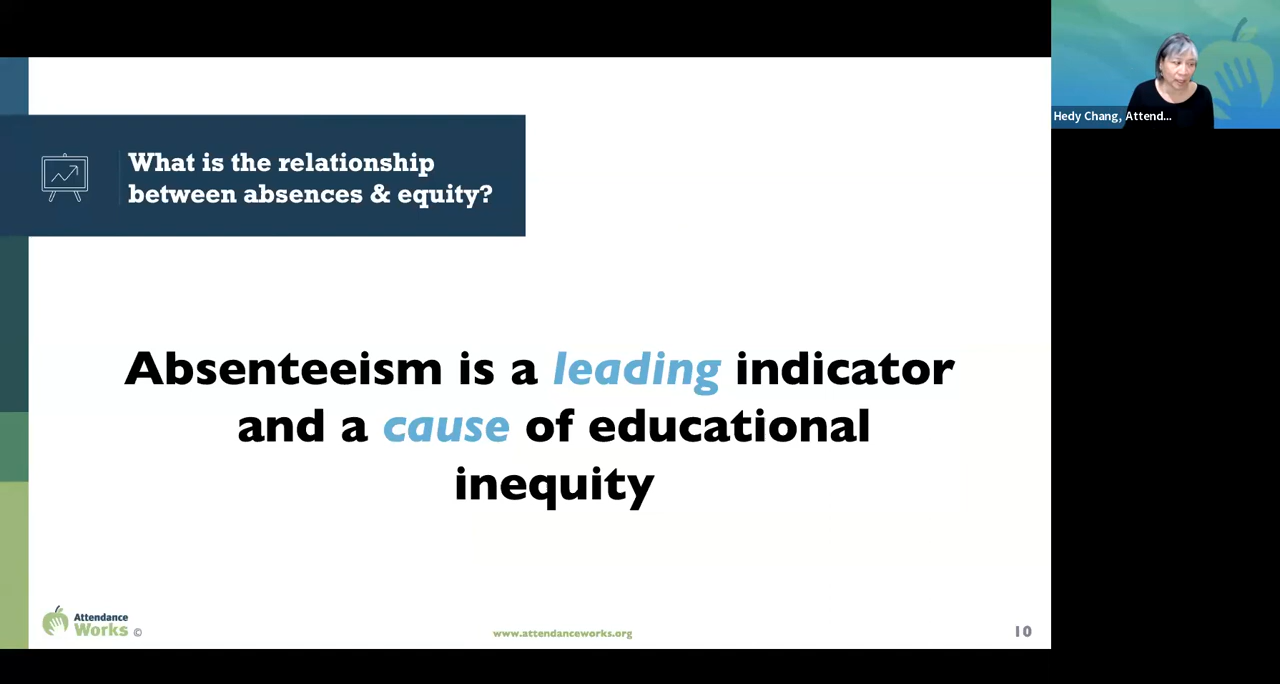 What is the relationship
between absences & equity?
Absenteeism is a leading indicator
and a cause of educational
inequity
Attendance
Works ©
www.attendanceworks.org
10
Hedy Chang, Attend...